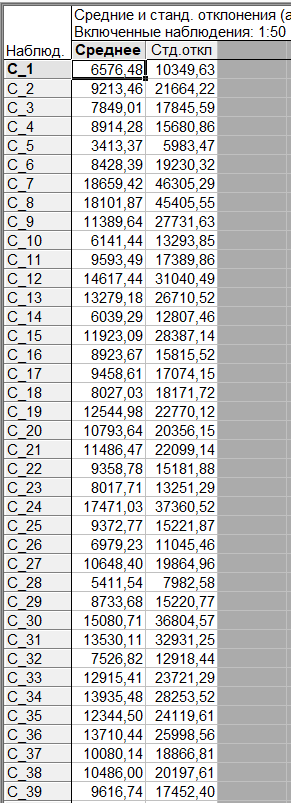 Средние и станд. отклонения (а
Включенные наблюдения: 1:50
Наблюд. Среднее Стд.откл
C_1 6576,48 10349,63
C_2 9213,46 21664,22
C_3 7849,01 17845,59
C_4 8914,28 15680,86
C_5 3413,37 5983,47
C_6 8428,39 19230,32
C_7 18659,42 46305,29
C_8 18101,87 45405,55
C_9 11389,64 27731,63
C_10 6141,44 13293,85
C_11 9593,49 17389,86
C_12 14617,44 31040,49
C_13 13279,18 26710,52
C_14 6039,29 12807,46
C_15 11923,09 28387,14
C_16 8923,67 15815,52
C_17 9458,61 17074,15
C_18 8027,03 18171,72
C_19 12544,98 22770,12
C_20 10793,64 20356,15
C_21 11486,47 22099,14
C_22 9358,78 15181,88
C_23 8017,71 13251,29
C_24 17471,03 37360,52
C_25 9372,77 15221,87
C_26 6979,23 11045,46
C_27 10648,40 19864,96
C_28 5411,54 7982,58
C_29 8733,68 15220,77
C_30 15080,71 36804,57
C_31 13530,11 32931,25
C_32 7526,82 12918,44
C_33 12915,41 23721,29
C_34 13935,48 28253,52
C_35 12344,50 24119,61
C_36 13710,44 25998,56
C_37 10080,14 18866,81
C_38 10486,00 20197,61
C_39 9616,74 17452,40